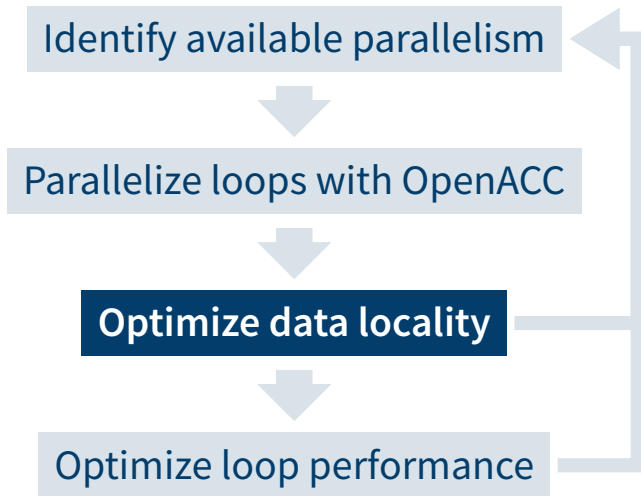 Identify available parallelism
Parallelize loops with OpenACC
Optimize data locality
Optimize loop performance